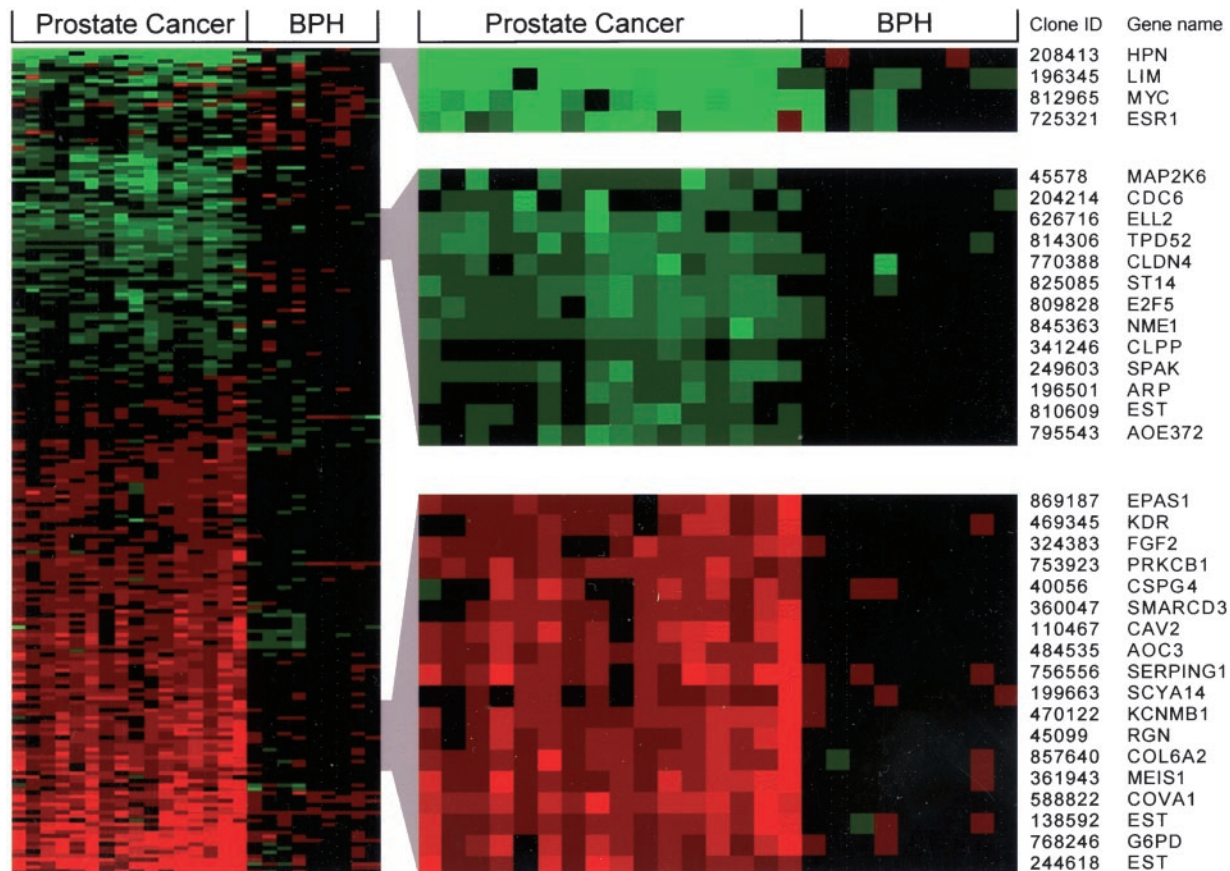 Prostate Cancer BPH Prostate Cancer BPH Clone ID Gene name
208413 HPN
196345 LIM
812965 MYC
725321 ESR1
45578 MAP2K6
204214 CDC6
626716 ELL2
814306 TPD52
770388 CLDN4
825085 ST14
809828 E2F5
845363 NME1
341246 CLPP
249603 SPAK
196501 ARP
810609 EST
795543 AOE372
869187 EPAS1
469345 KDR
324383 FGF2
753923 PRKCB1
40056 CSPG4
360047 SMARCD3
110467 CAV2
484535 AOC3
756556 SERPING1
199663 SCYA14
470122 KCNMB1
45099 RGN
857640 COL6A2
361943 MEIS1
588822 COVA1
138592 EST
768246 G6PD
244618 EST